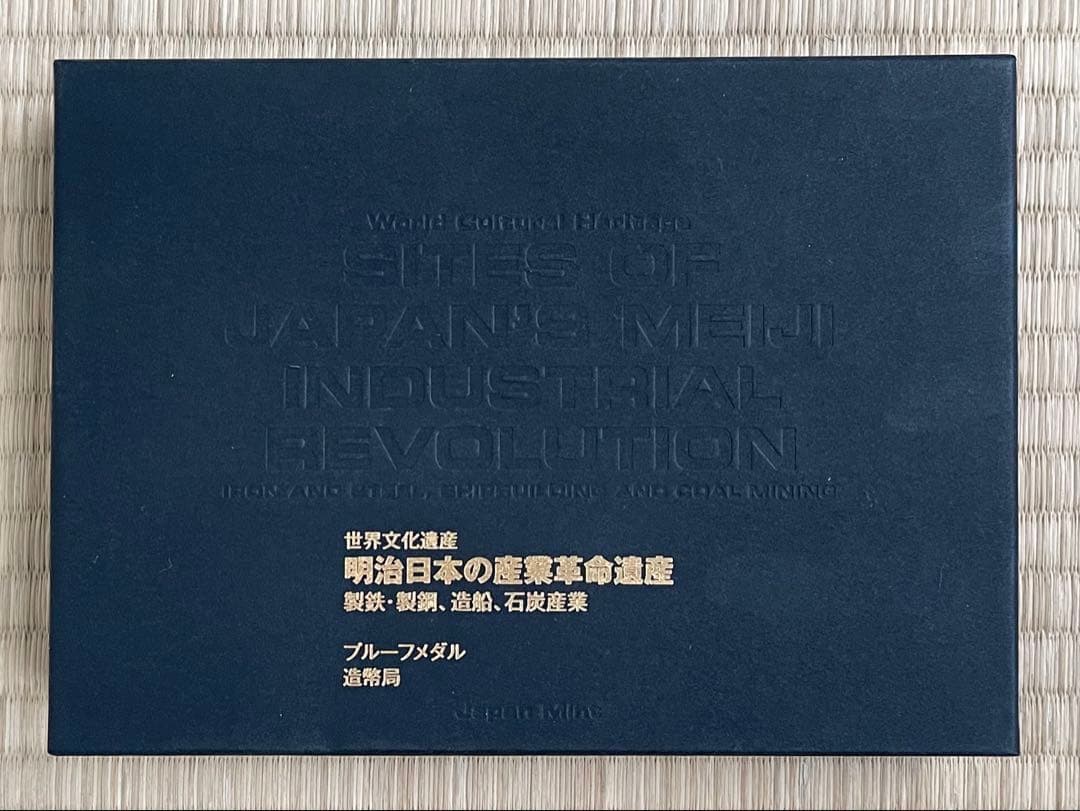 World Cultural Heritage
SITES OF
JAPAN'S MEIJI
INDUSTRIAL
REVOLUTION
IRON AND STEEL, SHIPBUILDING AND COAL MINING
世界文化遺産
明治日本の産業革命遺産
製鉄・製鋼、造船、石炭産業
プルーフメダル
造幣局
Japan Mint